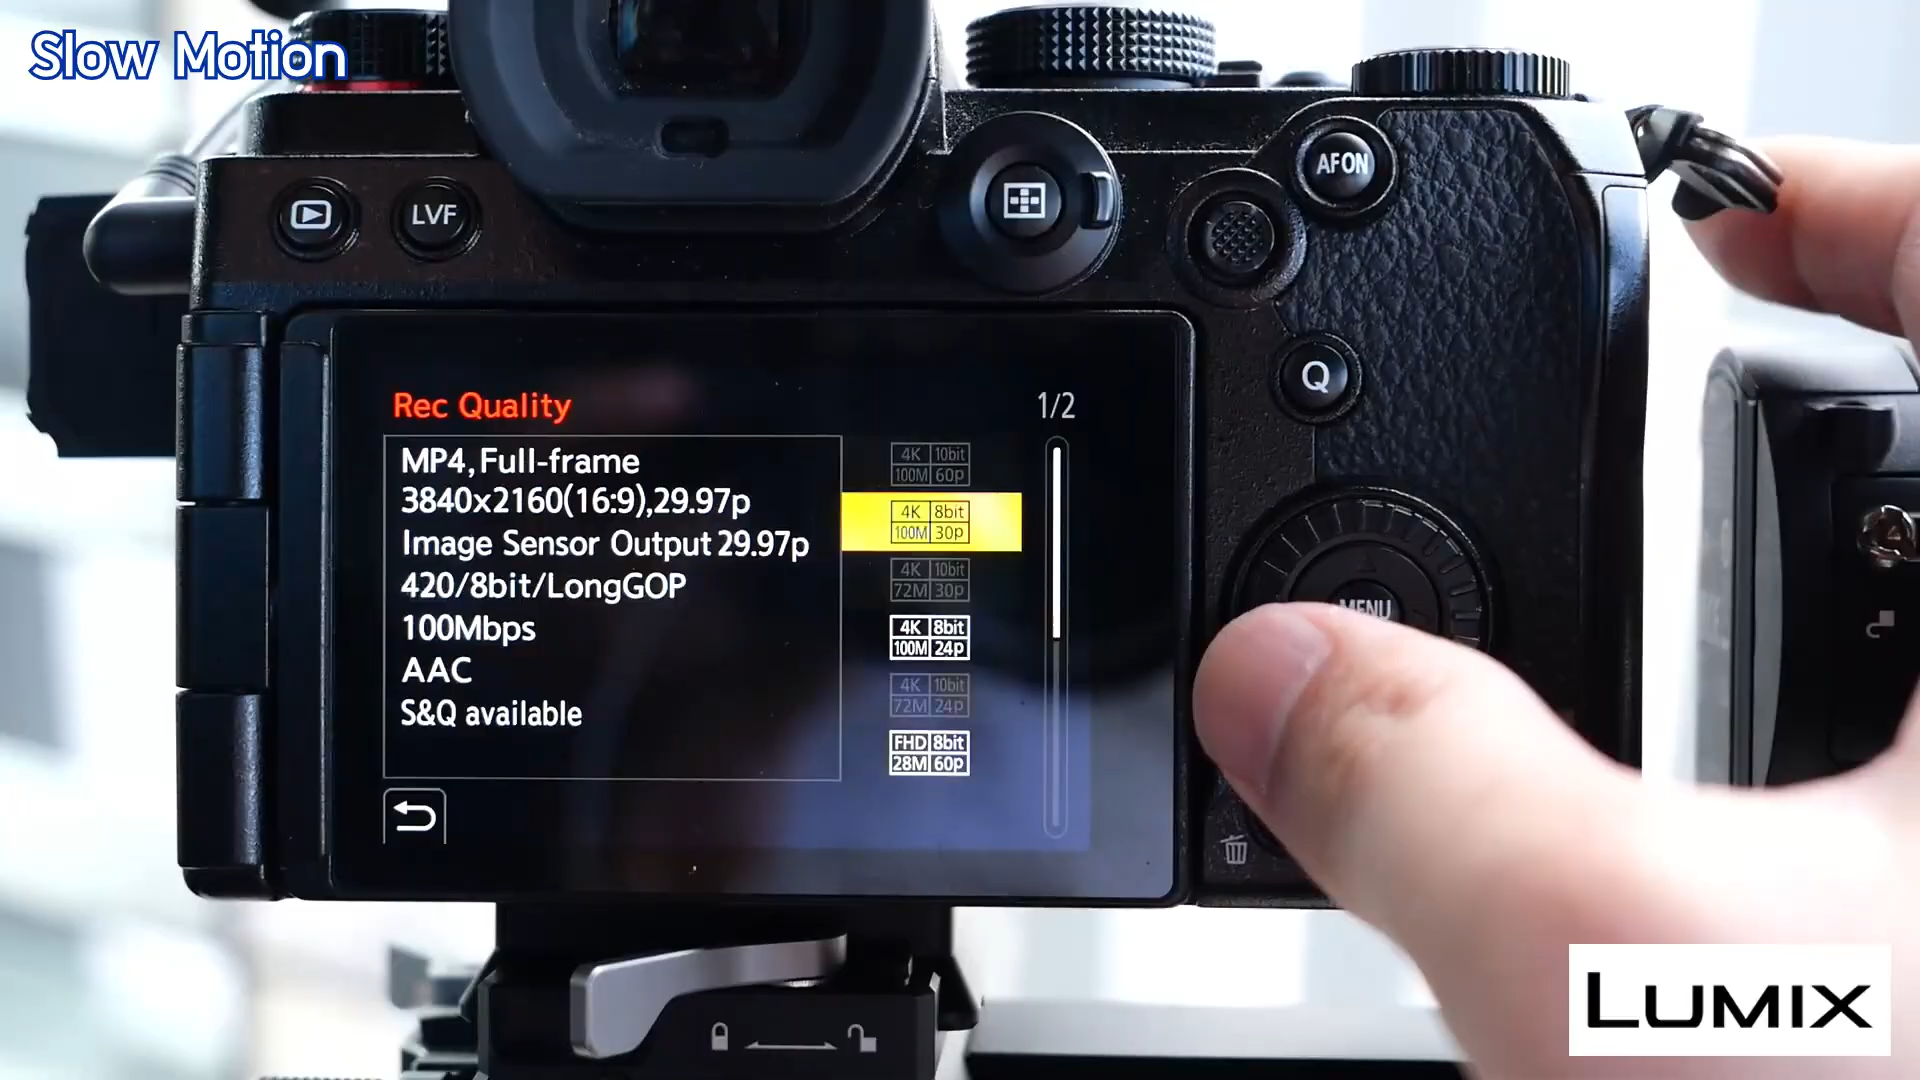 Slow Motion
LVF
AF ON
Q
MENU
Rec Quality
1/2
MP4,Full-frame
3840x2160(16:9),29.97p
Image Sensor Output 29.97p
420/8bit/LongGOP
100Mbps
AAC
S&Q available
4K 10bit
100M 60p
4K 8bit
100M 30p
4K 10bit
72M 30p
4K 8bit
100M 24p
4K 10bit
72M 24p
FHD 8bit
28M 60p
LUMIX